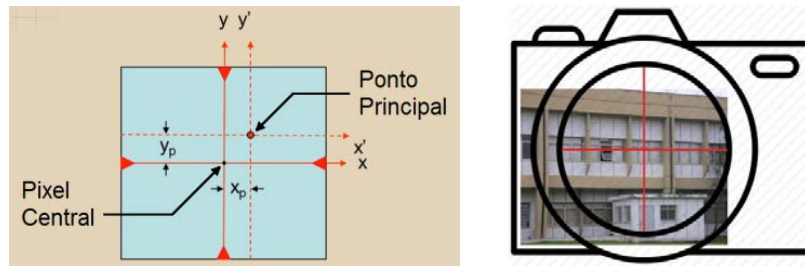 y y'
Ponto
Principal
x'
yₚ
x
Pixel
Central
xₚ